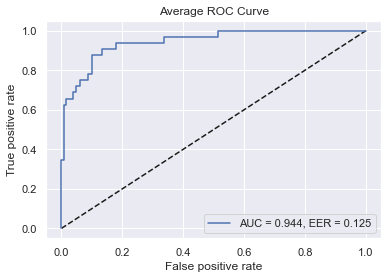 Average ROC Curve
True positive rate
1.0
0.8
0.6
0.4
0.2
0.0
AUC = 0.944, EER = 0.125
0.0 0.2 0.4 0.6 0.8 1.0
False positive rate